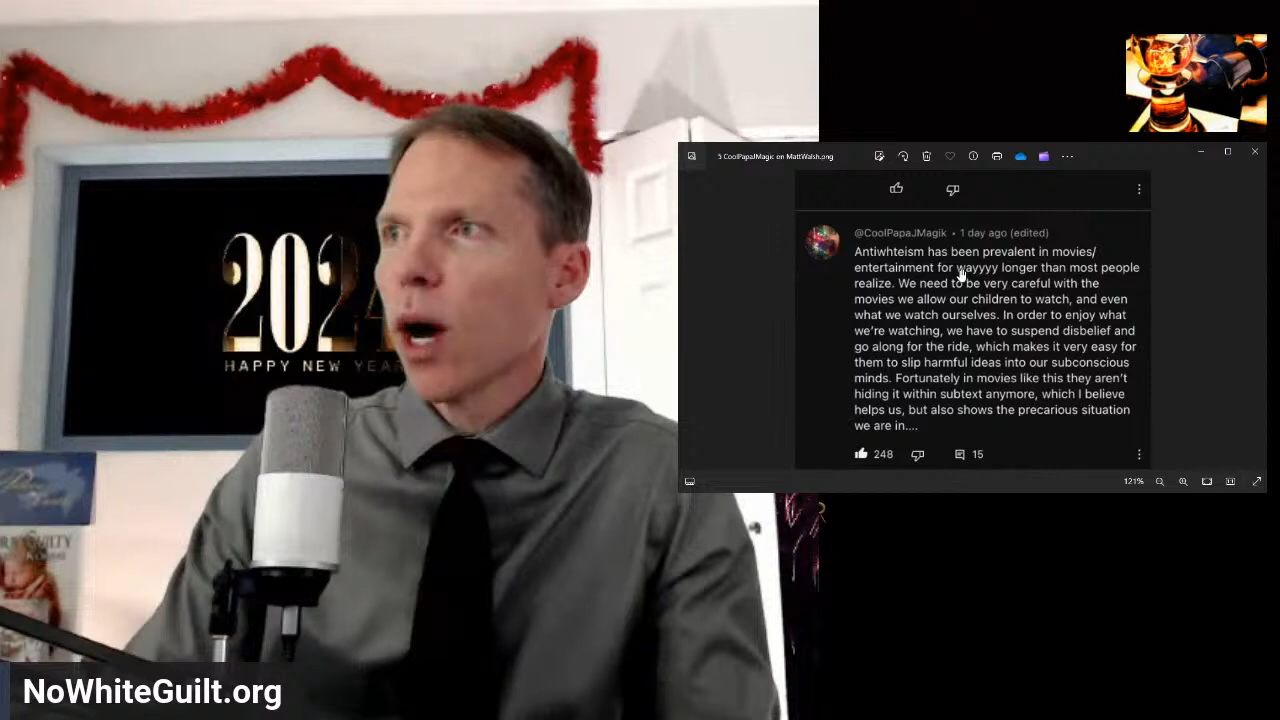 2024
HAPPY NEW YEAR
5 CoolPapaJMagic on MattWalsh.png
@CoolPapaJMagik • 1 day ago (edited)
Antiwhteism has been prevalent in movies/
entertainment for wayyyy longer than most people
realize. We need to be very careful with the
movies we allow our children to watch, and even
what we watch ourselves. In order to enjoy what
we're watching, we have to suspend disbelief and
go along for the ride, which makes it very easy for
them to slip harmful ideas into our subconscious
minds. Fortunately in movies like this they aren't
hiding it within subtext anymore, which I believe
helps us, but also shows the precarious situation
we are in....
248 15
121%
NoWhiteGuilt.org